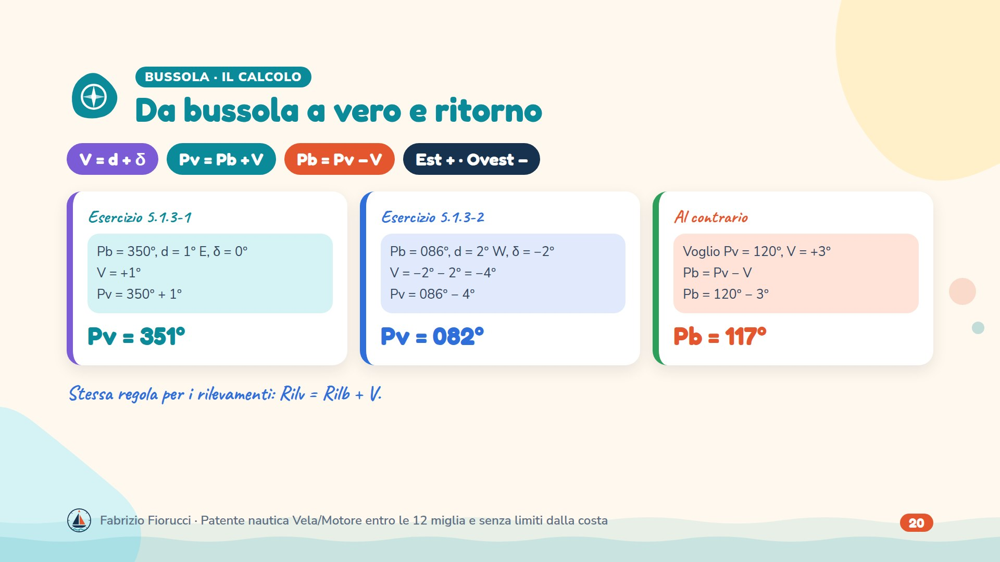 BUSSOLA · IL CALCOLO
Da bussola a vero e ritorno
V = d + δ
Pv = Pb + V
Pb = Pv − V
Est + · Ovest −
Esercizio 5.1.3-1
Pb = 350°, d = 1° E, δ = 0°
V = +1°
Pv = 350° + 1°
Pv = 351°
Esercizio 5.1.3-2
Pb = 086°, d = 2° W, δ = −2°
V = −2° − 2° = −4°
Pv = 086° − 4°
Pv = 082°
Al contrario
Voglio Pv = 120°, V = +3°
Pb = Pv − V
Pb = 120° − 3°
Pb = 117°
Stessa regola per i rilevamenti: Rilv = Rilb + V.
Fabrizio Fiorucci · Patente nautica Vela/Motore entro le 12 miglia e senza limiti dalla costa
20